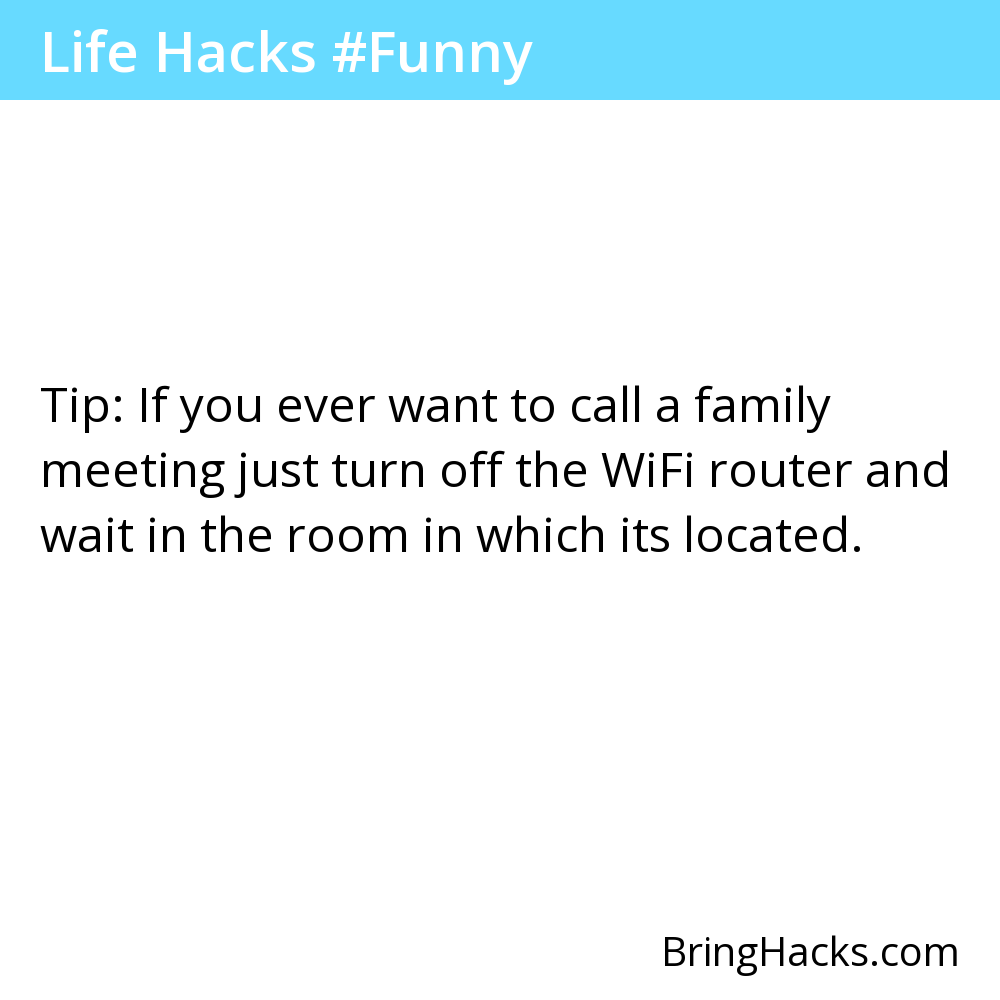 Life Hacks #Funny
Tip: If you ever want to call a family
meeting just turn off the WiFi router and
wait in the room in which its located.
BringHacks.com